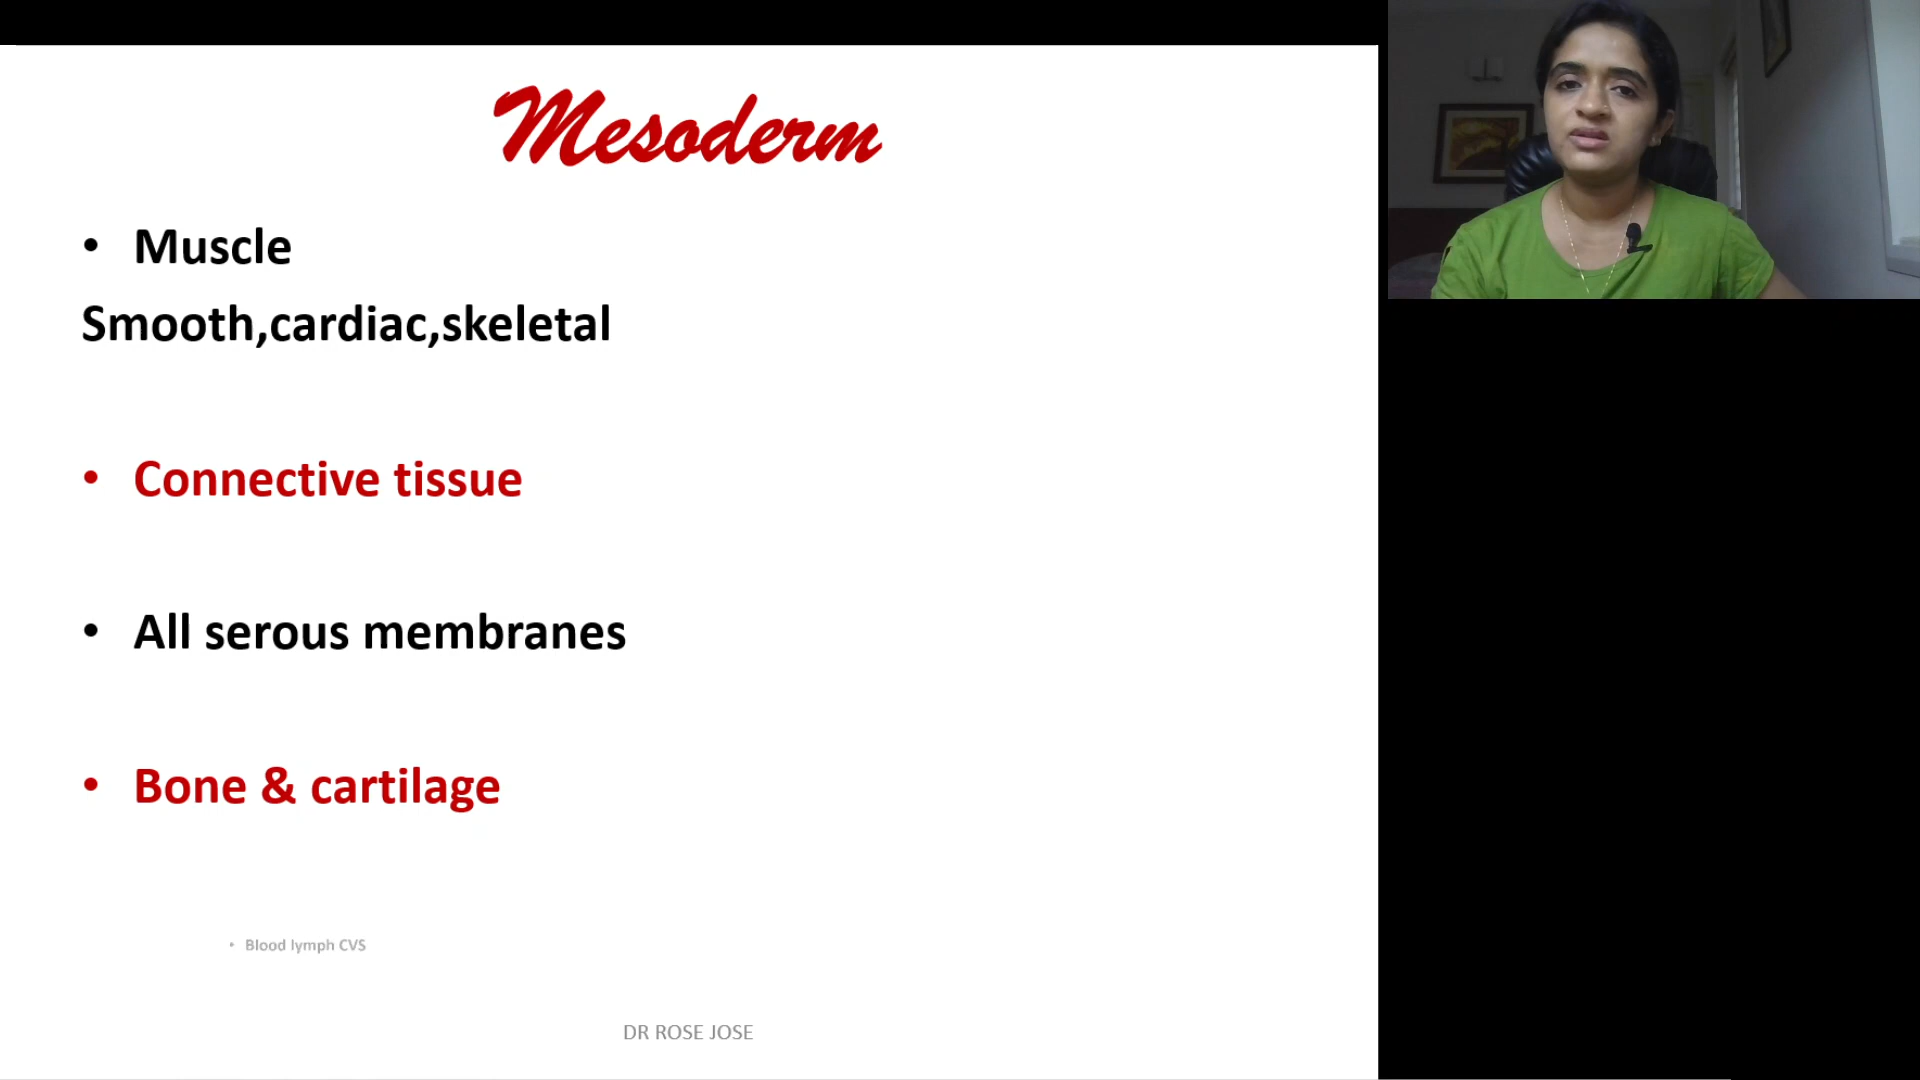 Mesoderm
• Muscle
Smooth,cardiac,skeletal
• Connective tissue
• All serous membranes
• Bone & cartilage
• Blood lymph CVS
DR ROSE JOSE